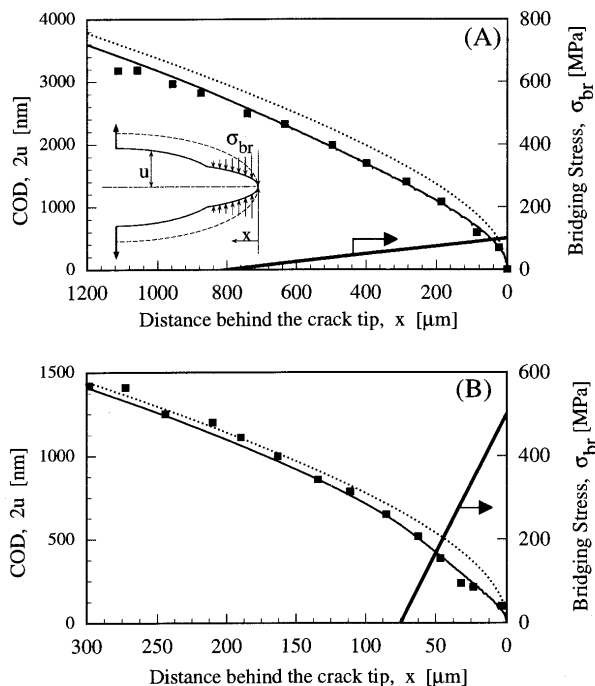 (A)
4000
3000
2000
1000
0
COD, 2u [nm]
800
600
400
200
0
Bridging Stress, σbr [MPa]
σbr
u
x
1200 1000 800 600 400 200 0
Distance behind the crack tip, x [μm]
(B)
1500
1000
500
0
COD, 2u [nm]
600
400
200
0
Bridging Stress, σbr [MPa]
300 250 200 150 100 50 0
Distance behind the crack tip, x [μm]